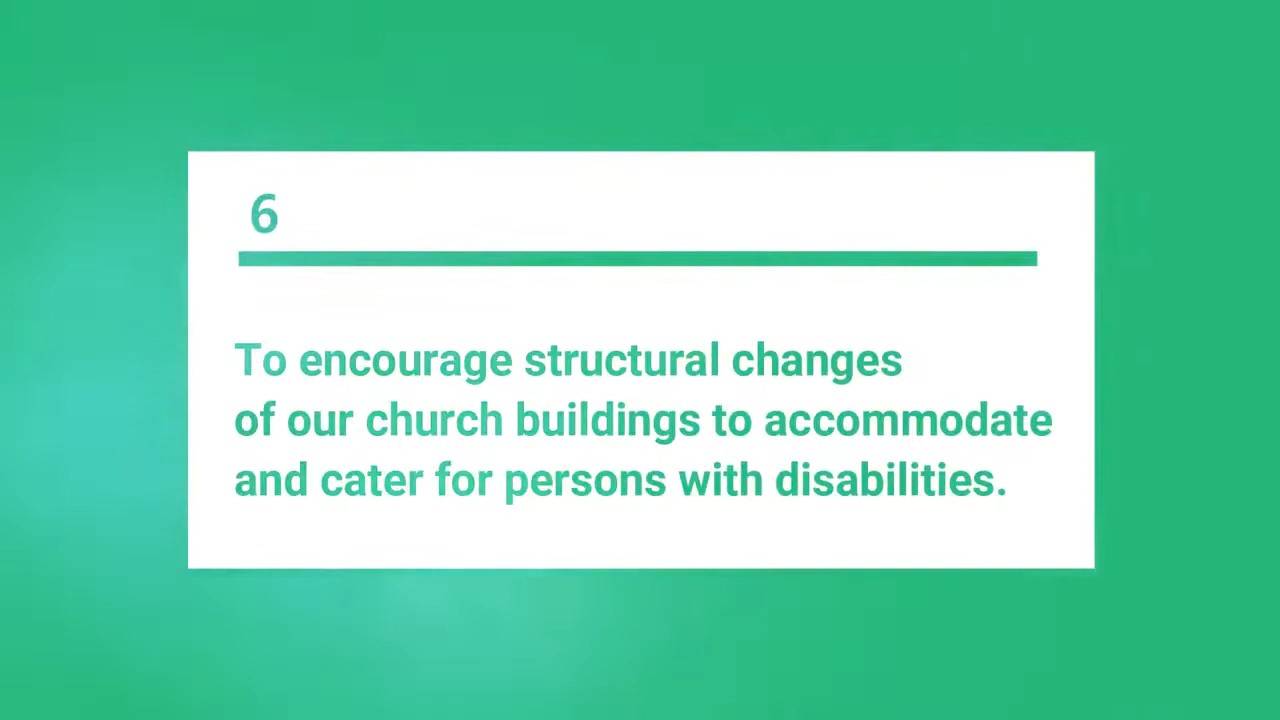 6
To encourage structural changes
of our church buildings to accommodate
and cater for persons with disabilities.